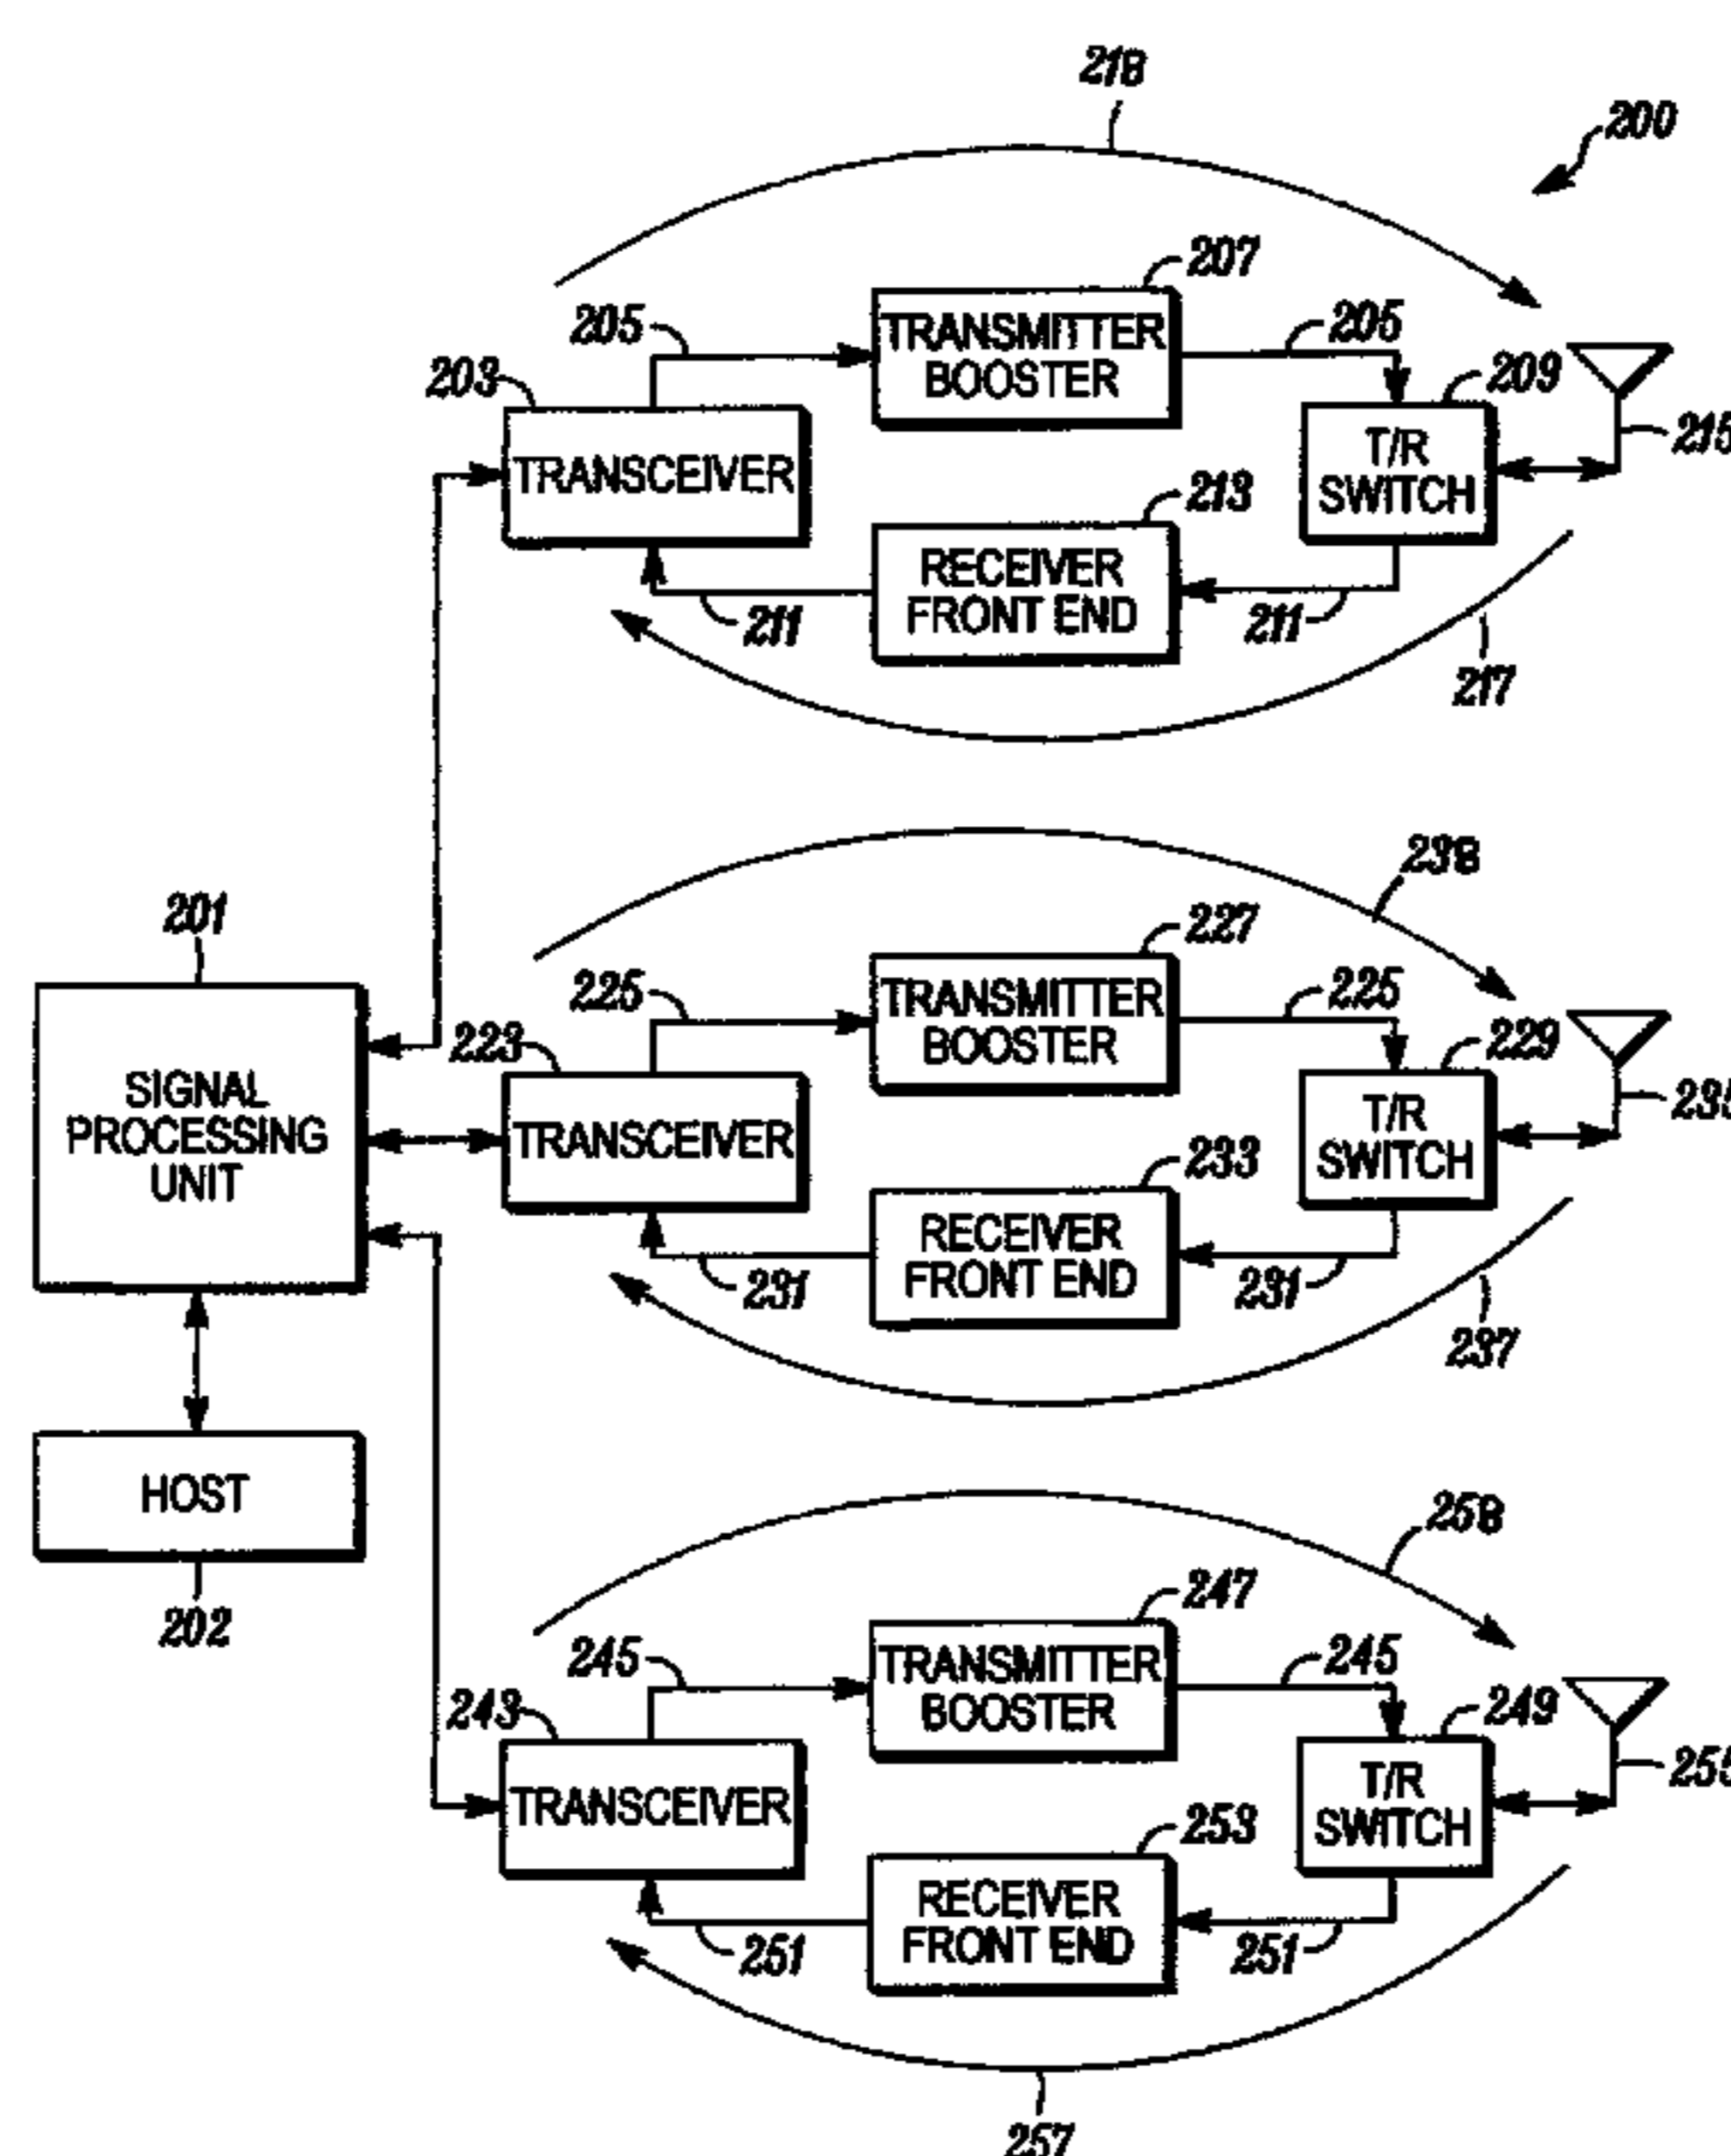 218
200
207
205
TRANSMITTER
BOOSTER
205
203
209
TRANSCEIVER
T/R
SWITCH
215
213
RECEIVER
FRONT END
211
211
217
238
201
227
225
TRANSMITTER
BOOSTER
225
223
229
SIGNAL
PROCESSING
UNIT
TRANSCEIVER
T/R
SWITCH
235
233
RECEIVER
FRONT END
231
231
237
HOST
202
258
247
245
TRANSMITTER
BOOSTER
245
243
249
TRANSCEIVER
T/R
SWITCH
255
253
RECEIVER
FRONT END
251
251
257